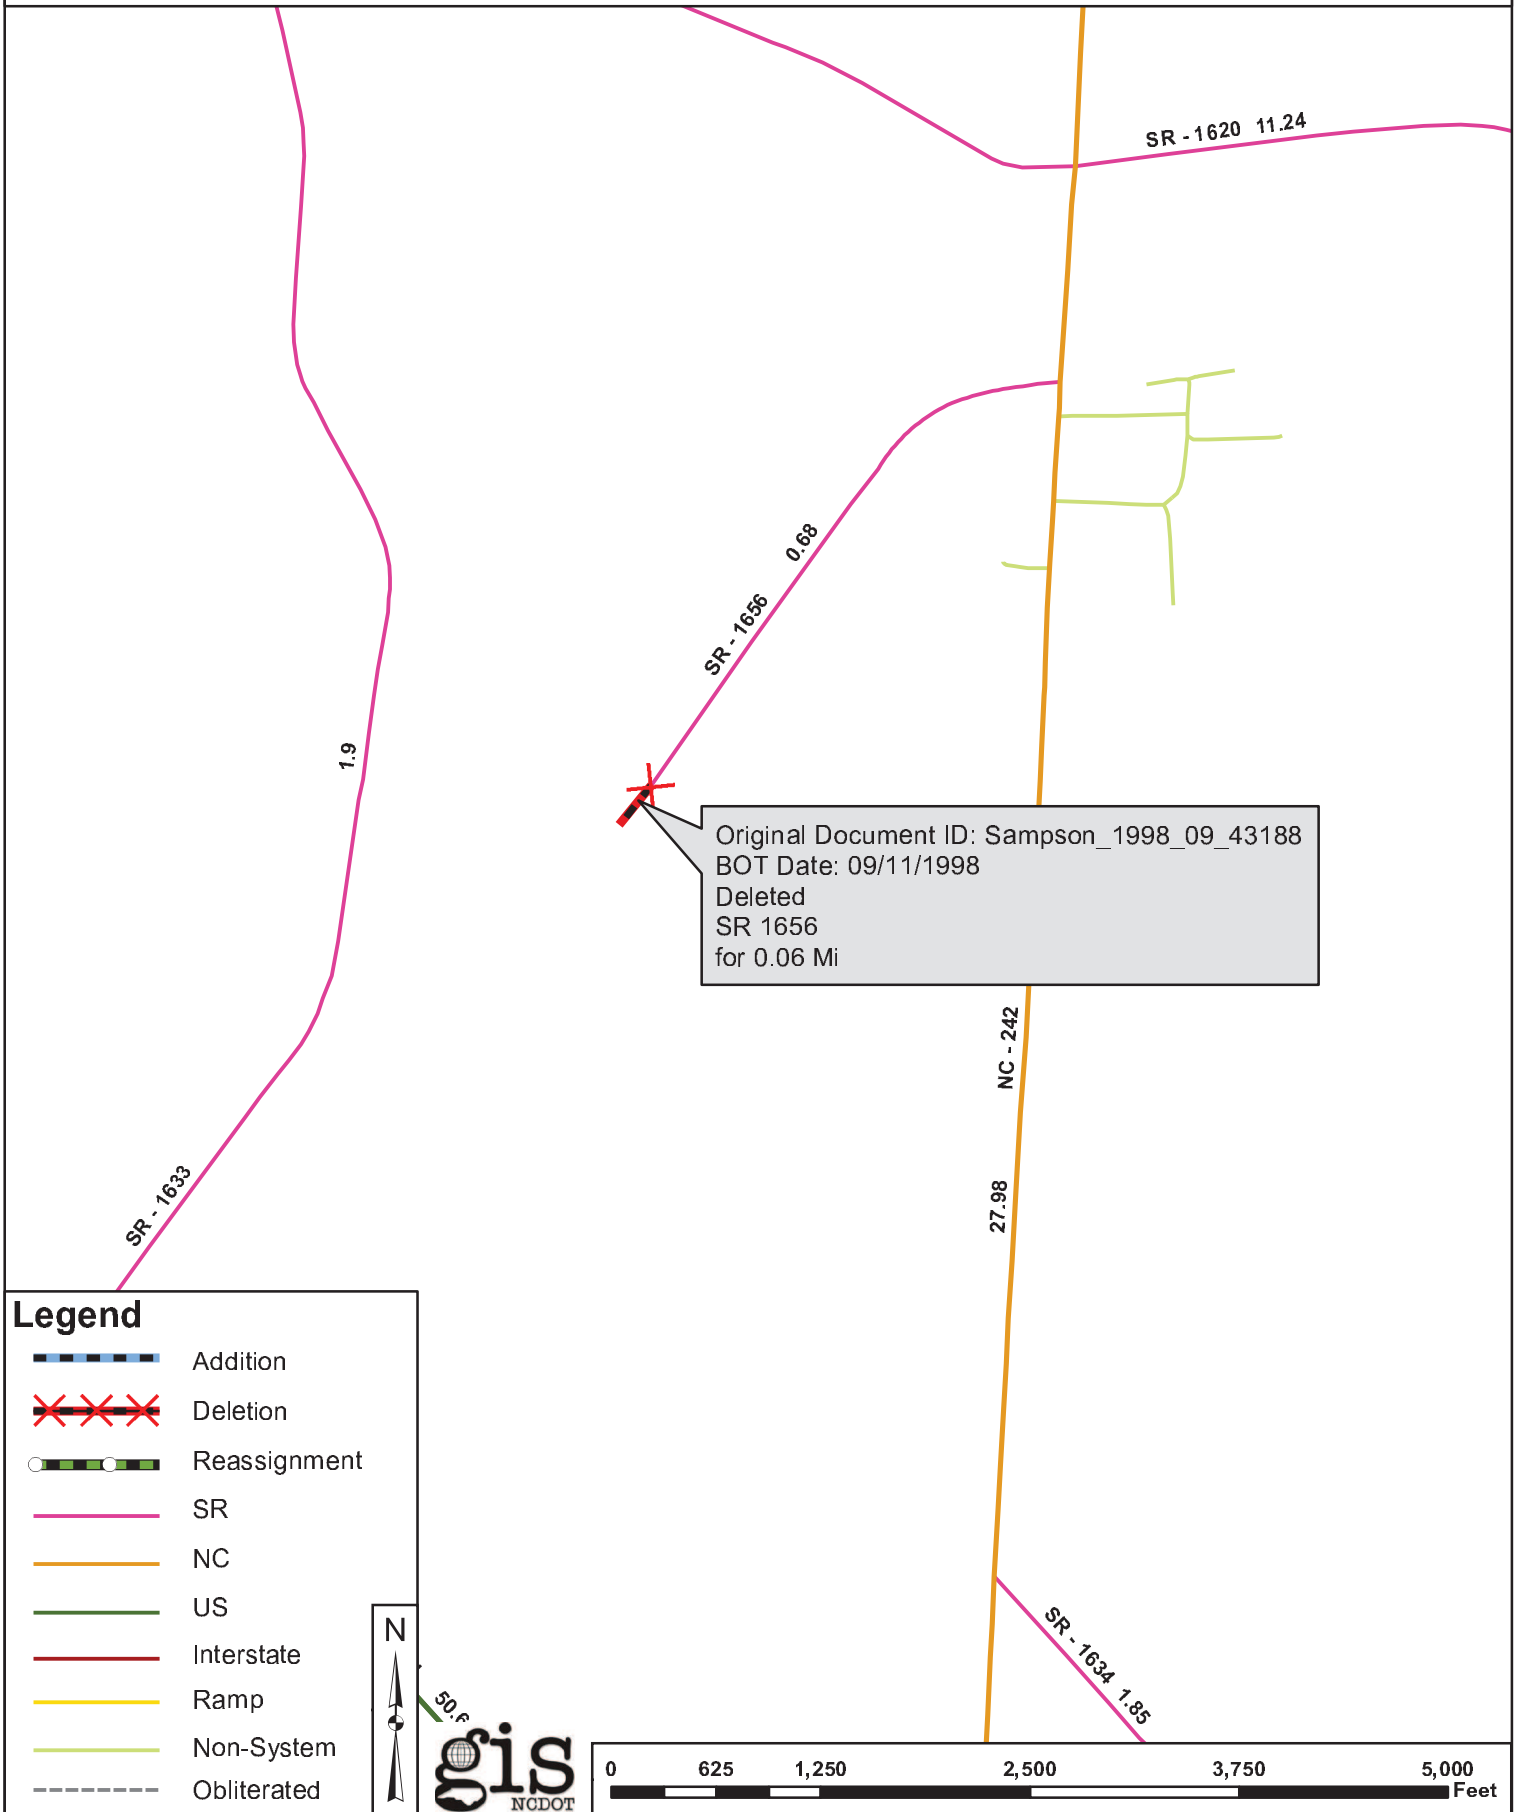 SR - 1620 11.24
0.68
SR - 1656
1.9
Original Document ID: Sampson_1998_09_43188
BOT Date: 09/11/1998
Deleted
SR 1656
for 0.06 Mi
NC - 242
27.98
SR - 1633
Legend
Addition
Deletion
Reassignment
SR
NC
US
Interstate
Ramp
Non-System
Obliterated
N
SR - 1634 1.85
gis
NCDOT
0 625 1,250 2,500 3,750 5,000
Feet